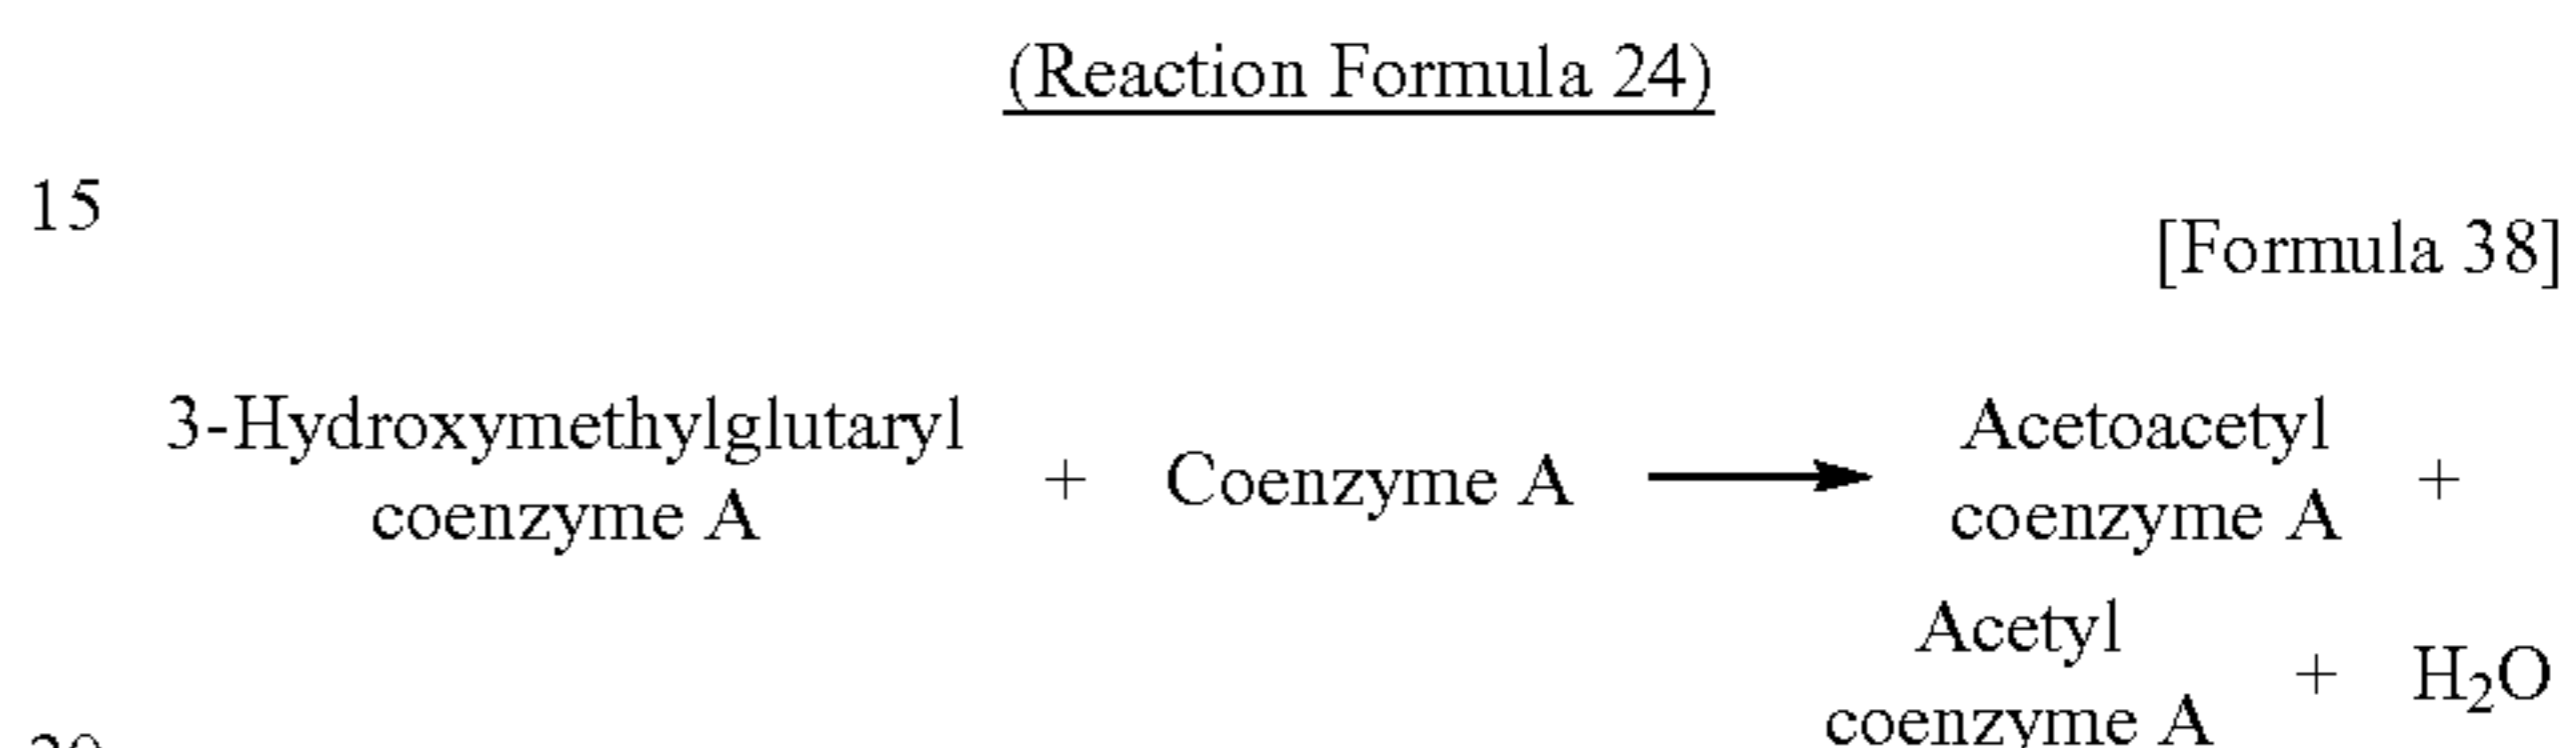 (Reaction Formula 24)
15
[Formula 38]
3-Hydroxymethylglutaryl coenzyme A + Coenzyme A ⟶ Acetoacetyl coenzyme A +
Acetyl coenzyme A + H₂O